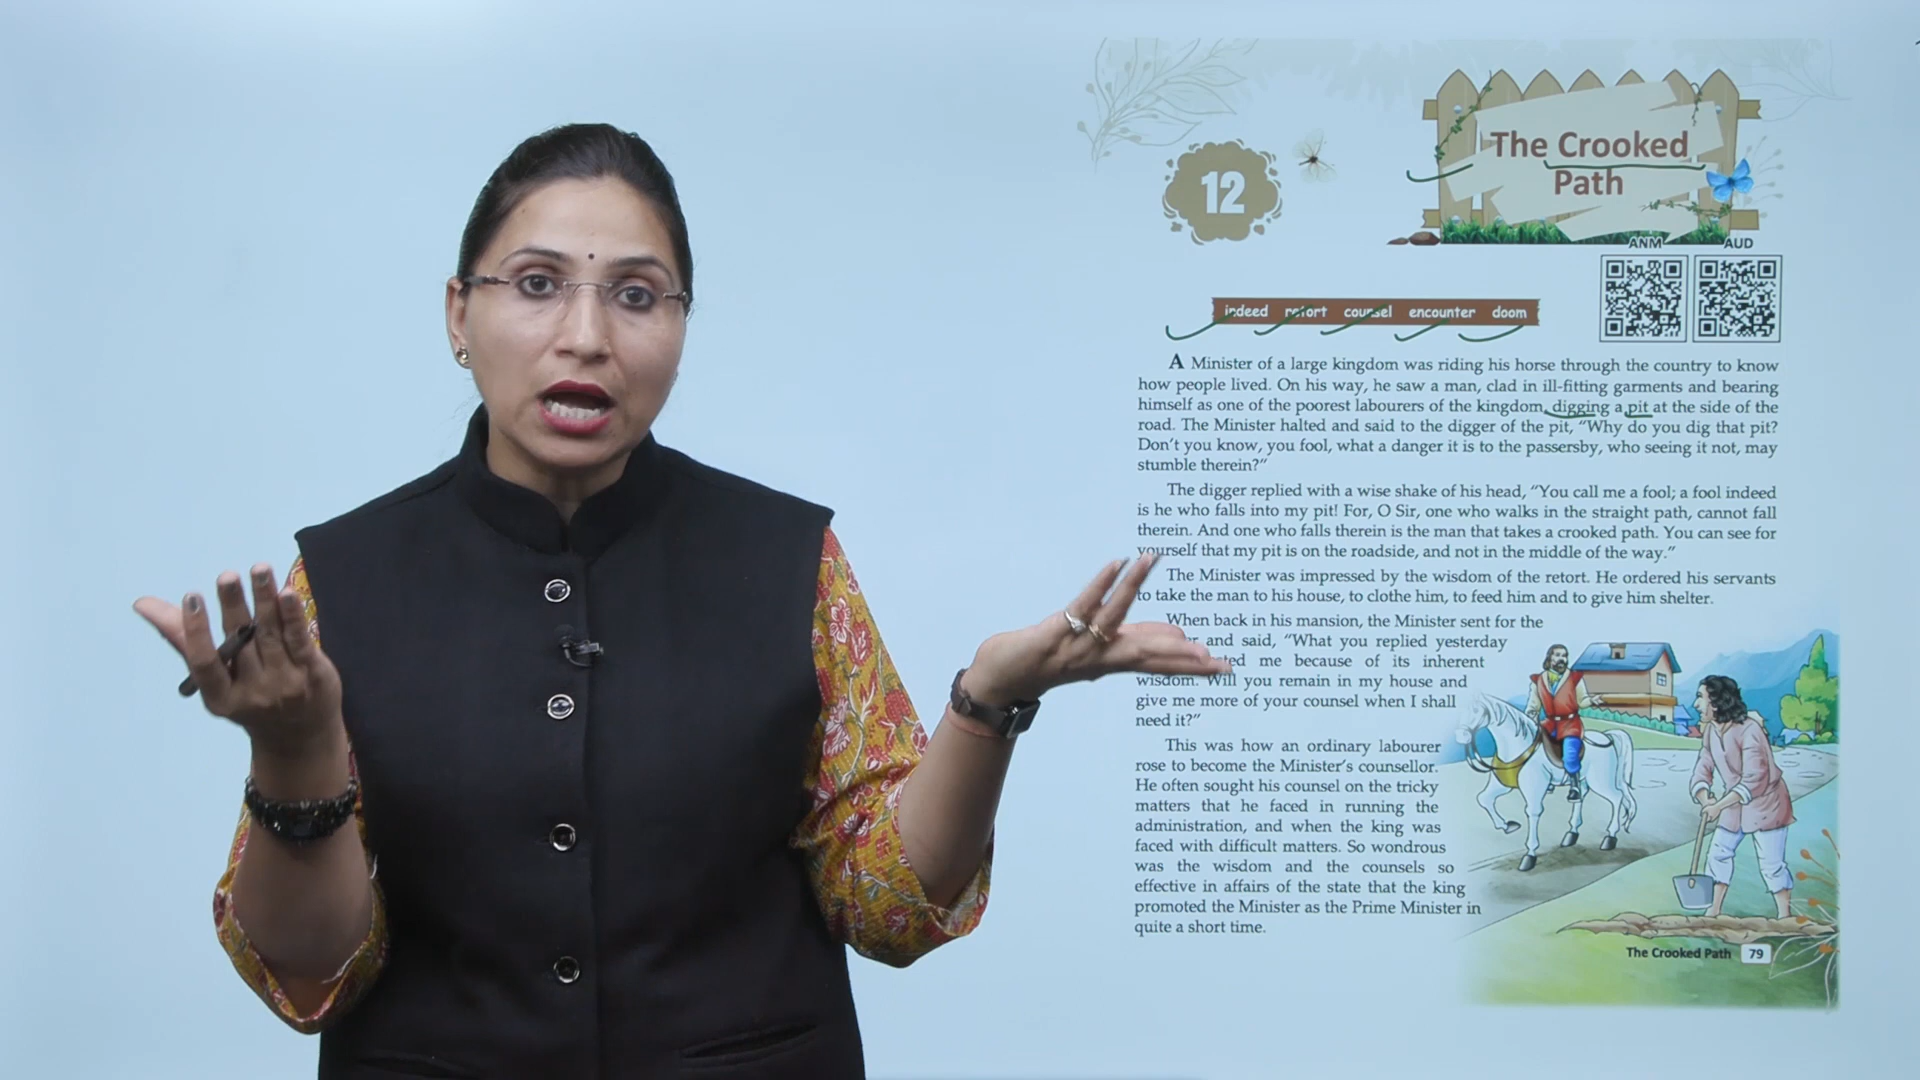 The Crooked
Path
12
ANM AUD
indeed retort counsel encounter doom
A Minister of a large kingdom was riding his horse through the country to know
how people lived. On his way, he saw a man, clad in ill-fitting garments and bearing
himself as one of the poorest labourers of the kingdom, digging a pit at the side of the
road. The Minister halted and said to the digger of the pit, “Why do you dig that pit?
Don’t you know, you fool, what a danger it is to the passersby, who seeing it not, may
stumble therein?”
The digger replied with a wise shake of his head, “You call me a fool; a fool indeed
is he who falls into my pit! For, O Sir, one who walks in the straight path, cannot fall
therein. And one who falls therein is the man that takes a crooked path. You can see for
yourself that my pit is on the roadside, and not in the middle of the way.”
The Minister was impressed by the wisdom of the retort. He ordered his servants
to take the man to his house, to clothe him, to feed him and to give him shelter.
When back in his mansion, the Minister sent for the
and said, “What you replied yesterday
me because of its inherent
wisdom. Will you remain in my house and
give me more of your counsel when I shall
need it?”
This was how an ordinary labourer
rose to become the Minister’s counsellor.
He often sought his counsel on the tricky
matters that he faced in running the
administration, and when the king was
faced with difficult matters. So wondrous
was the wisdom and the counsels so
effective in affairs of the state that the king
promoted the Minister as the Prime Minister in
quite a short time.
The Crooked Path 79